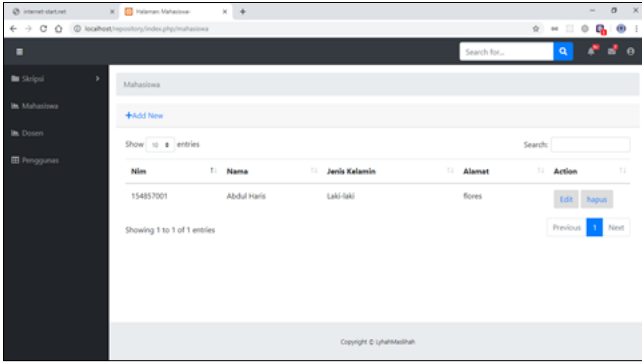 internet-start.net
Halaman Mahasiswa-
localhost/repository/index.php/mahasiswa
Search for...
Skripsi
Mahasiswa
Mahasiswa
+Add New
Dosen
Show 10 entries
Search:
Penggunas
Nim
Nama
Jenis Kelamin
Alamat
Action
154857001
Abdul Haris
Laki-laki
flores
Edit
hapus
Showing 1 to 1 of 1 entries
Previous
1
Next
Copyright © LyhahMaslihah